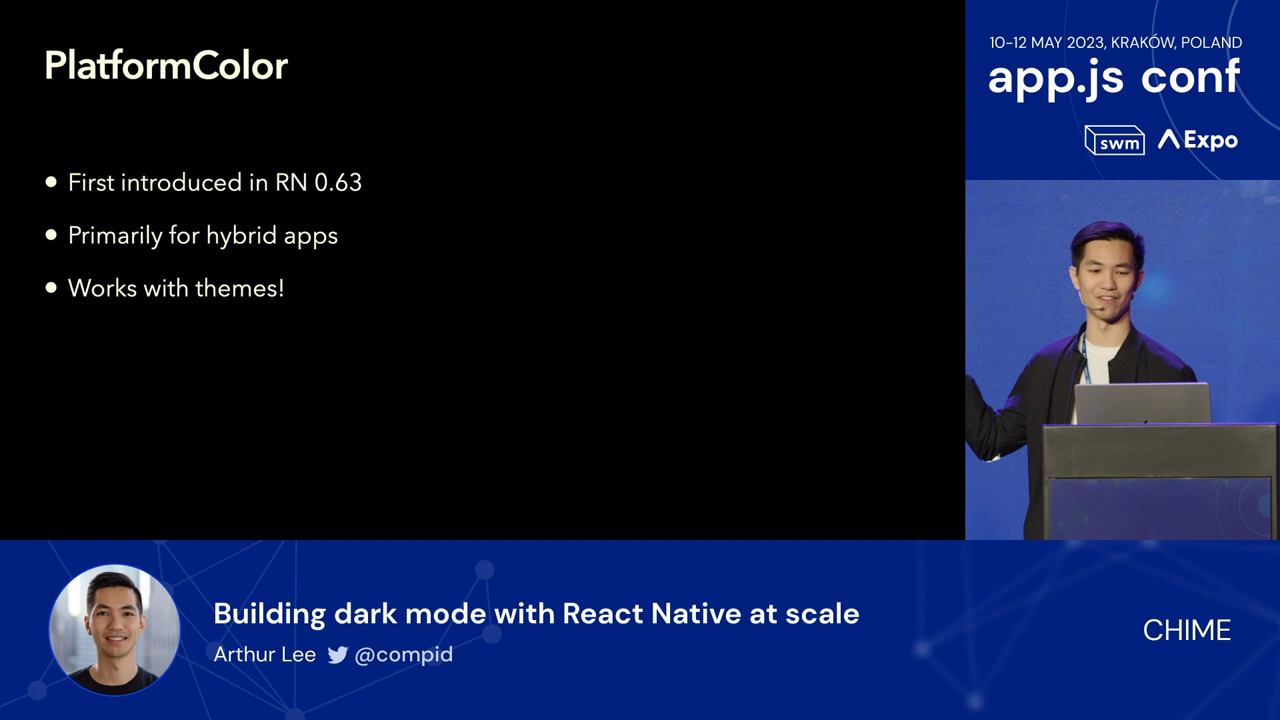 PlatformColor
First introduced in RN 0.63
Primarily for hybrid apps
Works with themes!
10-12 MAY 2023, KRAKÓW, POLAND
app.js conf
swm
Expo
Building dark mode with React Native at scale
Arthur Lee @compid
CHIME